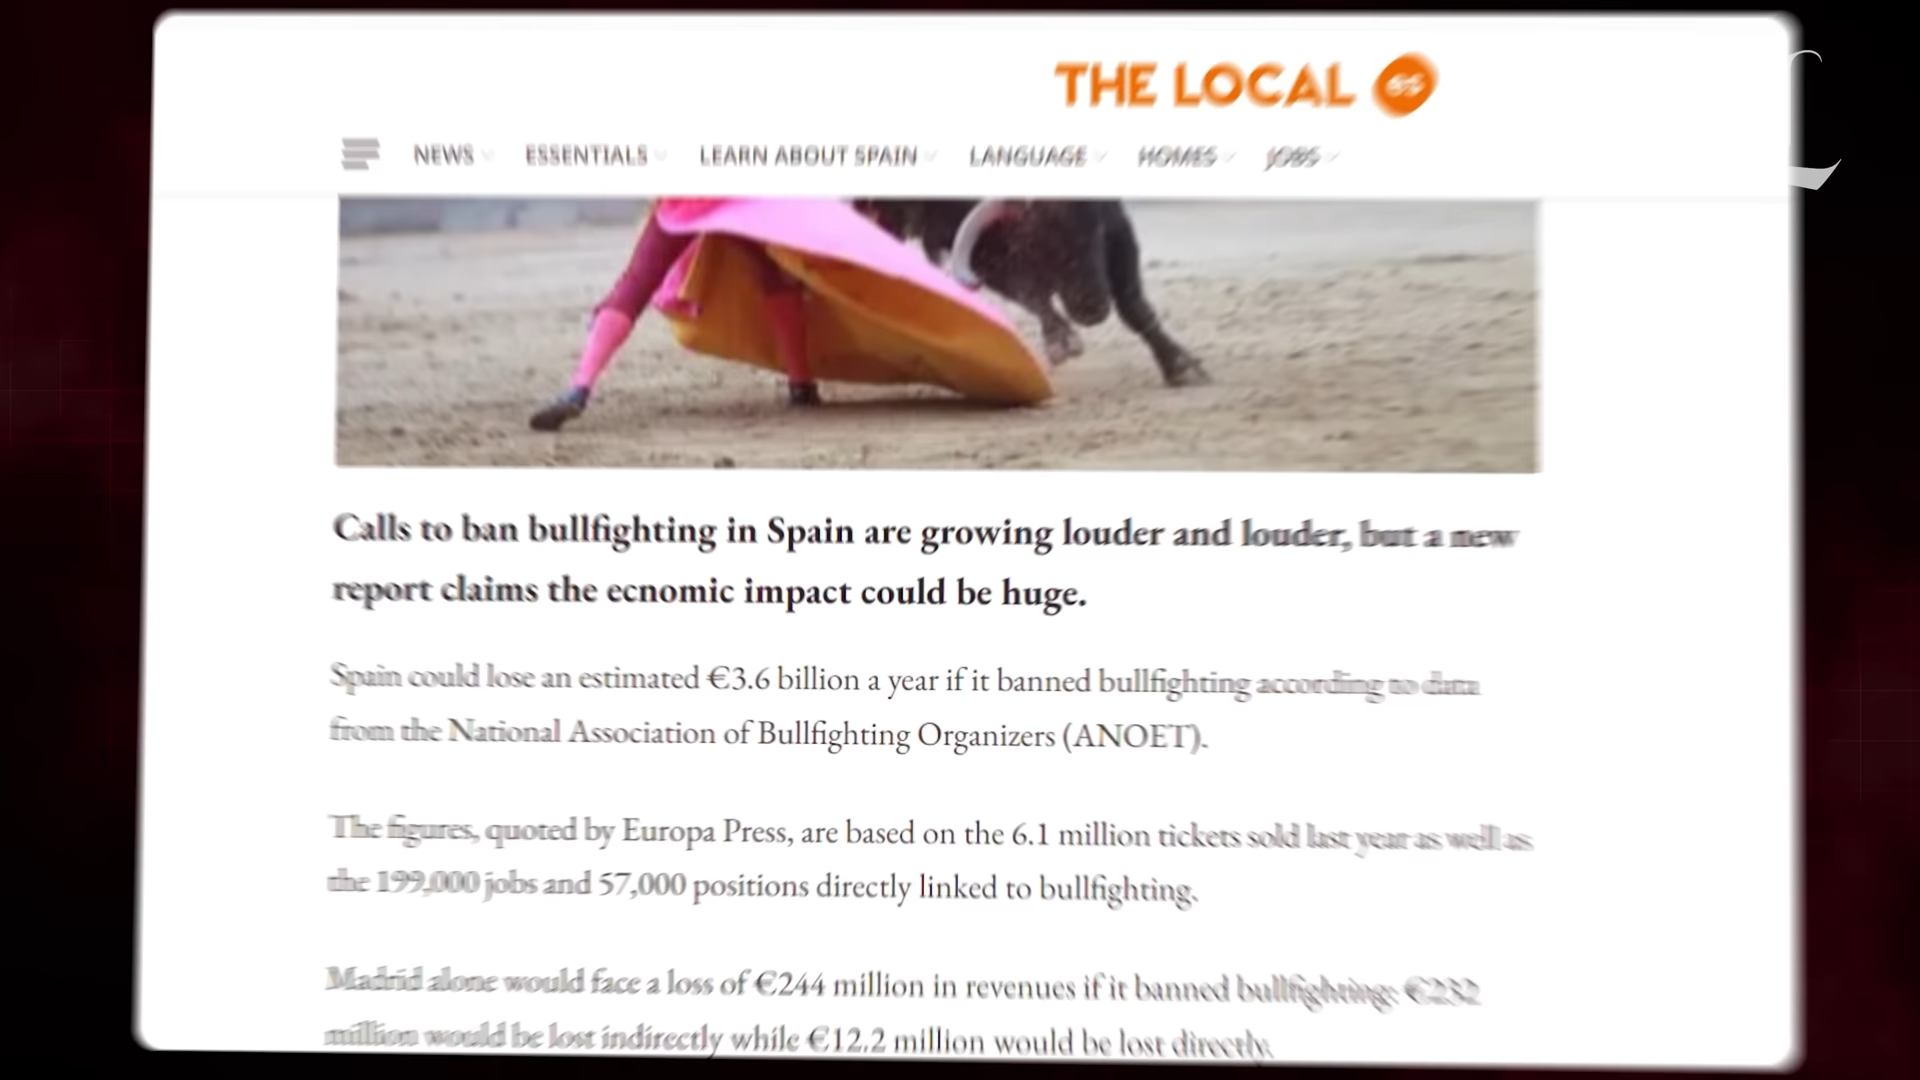 THE LOCAL es
NEWS ESSENTIALS LEARN ABOUT SPAIN LANGUAGE HOMES JOBS
Calls to ban bullfighting in Spain are growing louder and louder, but a new
report claims the ecnomic impact could be huge.
Spain could lose an estimated €3.6 billion a year if it banned bullfighting according to data
from the National Association of Bullfighting Organizers (ANOET).
The figures, quoted by Europa Press, are based on the 6.1 million tickets sold last year as well as
the 199,000 jobs and 57,000 positions directly linked to bullfighting.
Madrid alone would face a loss of €244 million in revenues if it banned bullfighting: €232
million would be lost indirectly while €12.2 million would be lost directly.